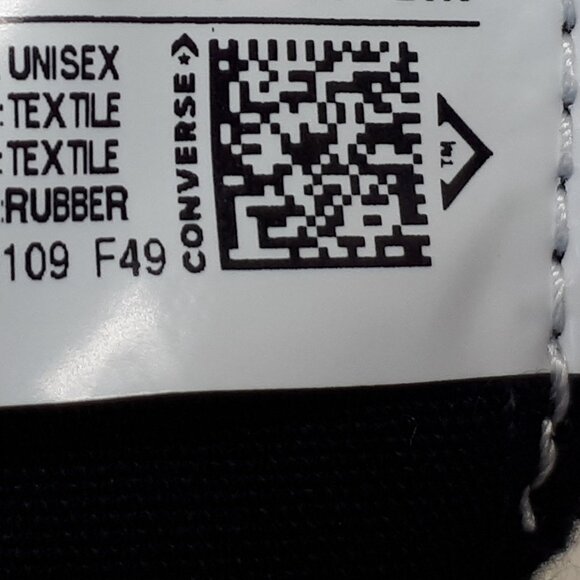 UNISEX
:TEXTILE
:TEXTILE
:RUBBER
109 F49
CONVERSE
TM